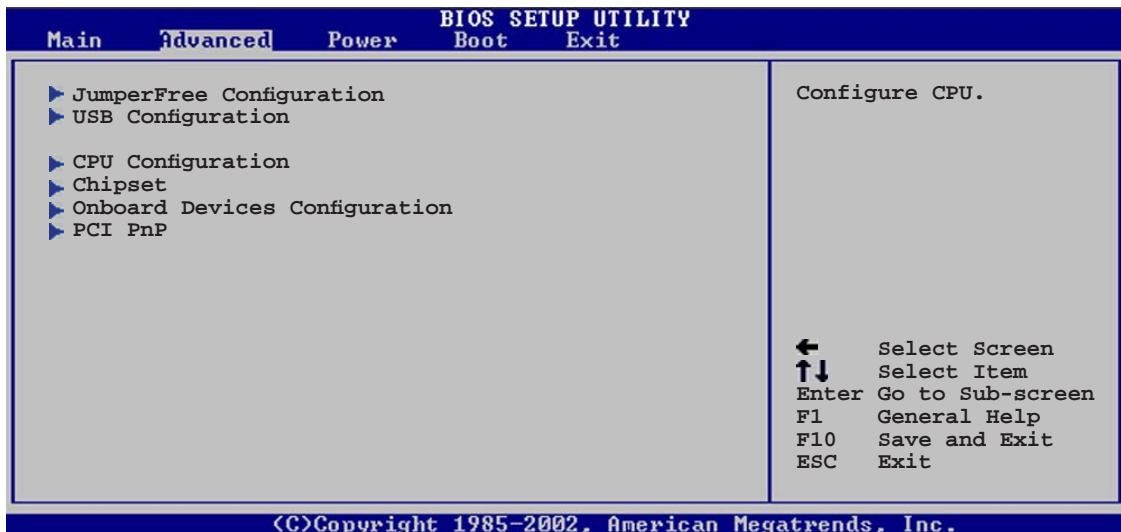 BIOS SETUP UTILITY
Main Advanced Power Boot Exit
JumperFree Configuration
USB Configuration
CPU Configuration
Chipset
Onboard Devices Configuration
PCI PnP
Configure CPU.
← Select Screen
↑↓ Select Item
Enter Go to Sub-screen
F1 General Help
F10 Save and Exit
ESC Exit
(C)Copyright 1985-2002, American Megatrends, Inc.